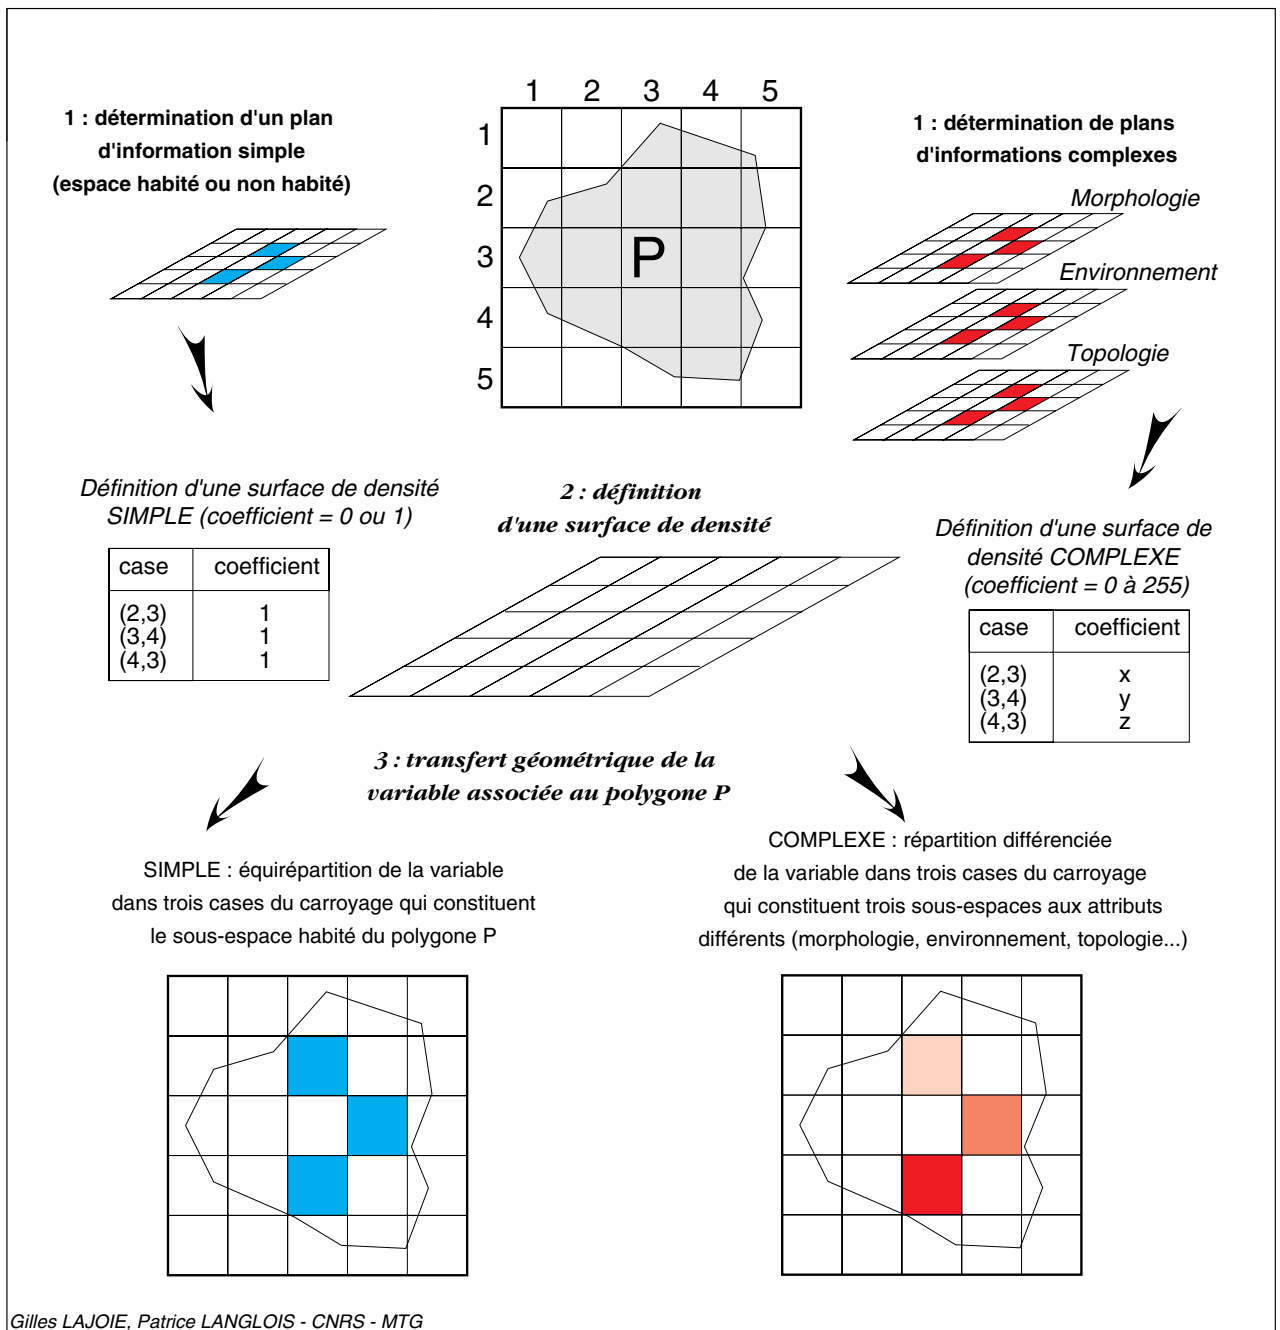 1 : détermination d'un plan
d'information simple
(espace habité ou non habité)
1 2 3 4 5
1
2
3
4
5
P
1 : détermination de plans
d'informations complexes
Morphologie
Environnement
Topologie
Définition d'une surface de densité
SIMPLE (coefficient = 0 ou 1)
case coefficient
(2,3) 1
(3,4) 1
(4,3) 1
2 : définition
d'une surface de densité
Définition d'une surface de
densité COMPLEXE
(coefficient = 0 à 255)
case coefficient
(2,3) x
(3,4) y
(4,3) z
3 : transfert géométrique de la
variable associée au polygone P
SIMPLE : équirépartition de la variable
dans trois cases du carroyage qui constituent
le sous-espace habité du polygone P
COMPLEXE : répartition différenciée
de la variable dans trois cases du carroyage
qui constituent trois sous-espaces aux attributs
différents (morphologie, environnement, topologie...)
Gilles LAJOIE, Patrice LANGLOIS - CNRS - MTG